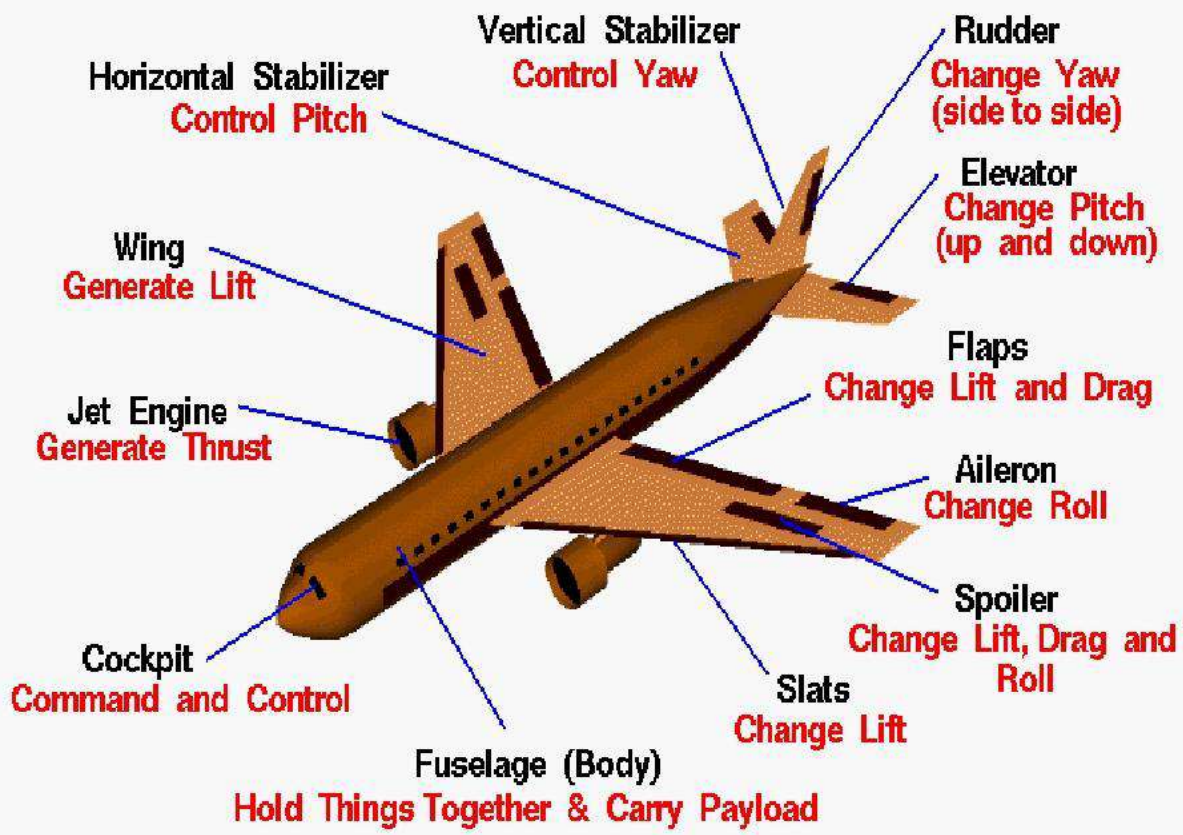 Vertical Stabilizer
Control Yaw
Rudder
Change Yaw
(side to side)
Horizontal Stabilizer
Control Pitch
Elevator
Change Pitch
(up and down)
Wing
Generate Lift
Flaps
Change Lift and Drag
Jet Engine
Generate Thrust
Aileron
Change Roll
Spoiler
Change Lift, Drag and
Roll
Cockpit
Command and Control
Slats
Change Lift
Fuselage (Body)
Hold Things Together & Carry Payload